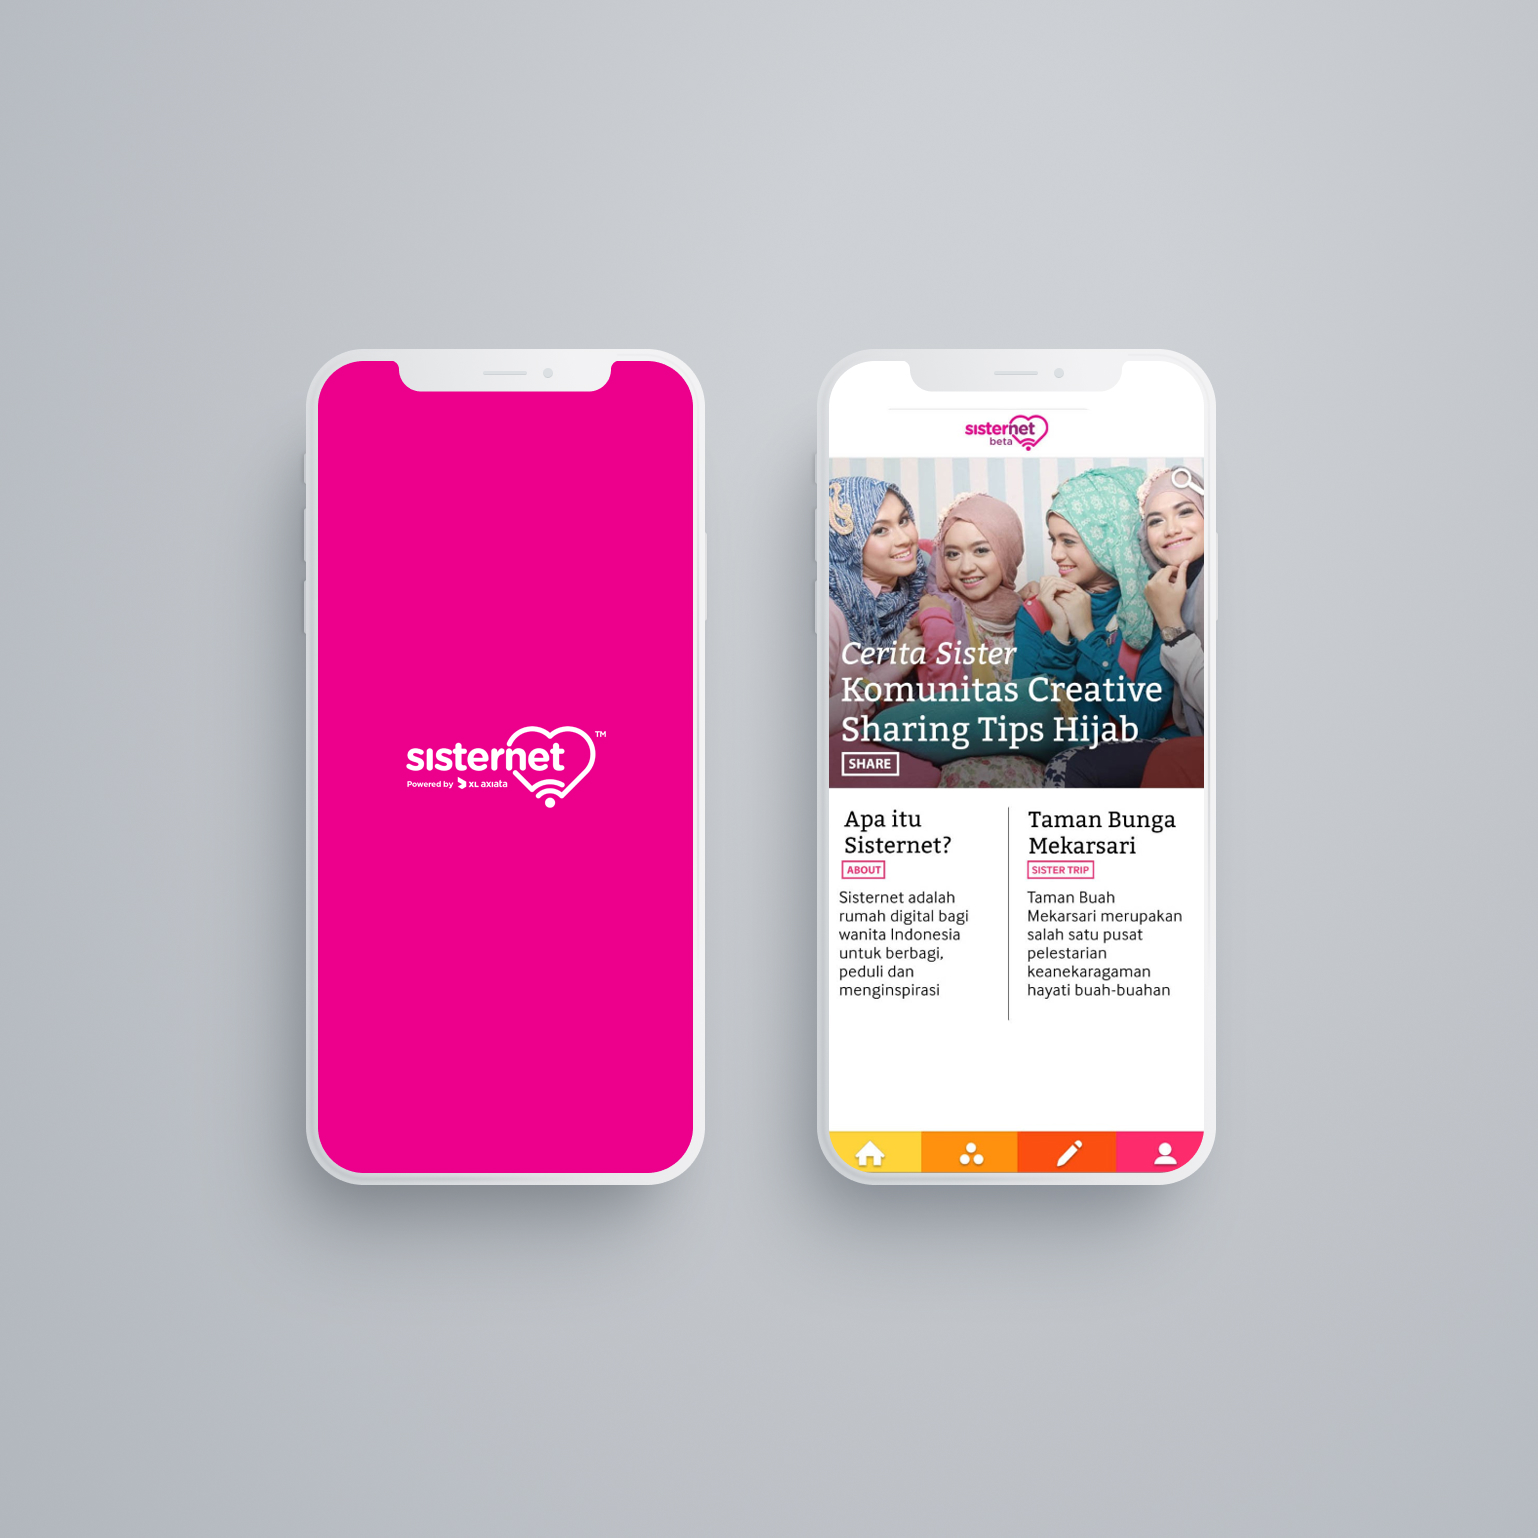 sisternet
TM
Powered by XL axiata
sisternet
beta
Cerita Sister
Komunitas Creative
Sharing Tips Hijab
SHARE
Apa itu
Sisternet?
ABOUT
Sisternet adalah
rumah digital bagi
wanita Indonesia
untuk berbagi,
peduli dan
menginspirasi
Taman Bunga
Mekarsari
SISTER TRIP
Taman Buah
Mekarsari merupakan
salah satu pusat
pelestarian
keanekaragaman
hayati buah-buahan